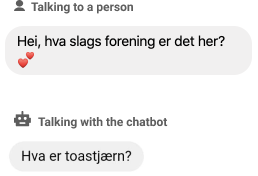 Talking to a person
Hei, hva slags forening er det her?
💕
Talking with the chatbot
Hva er toastjærn?